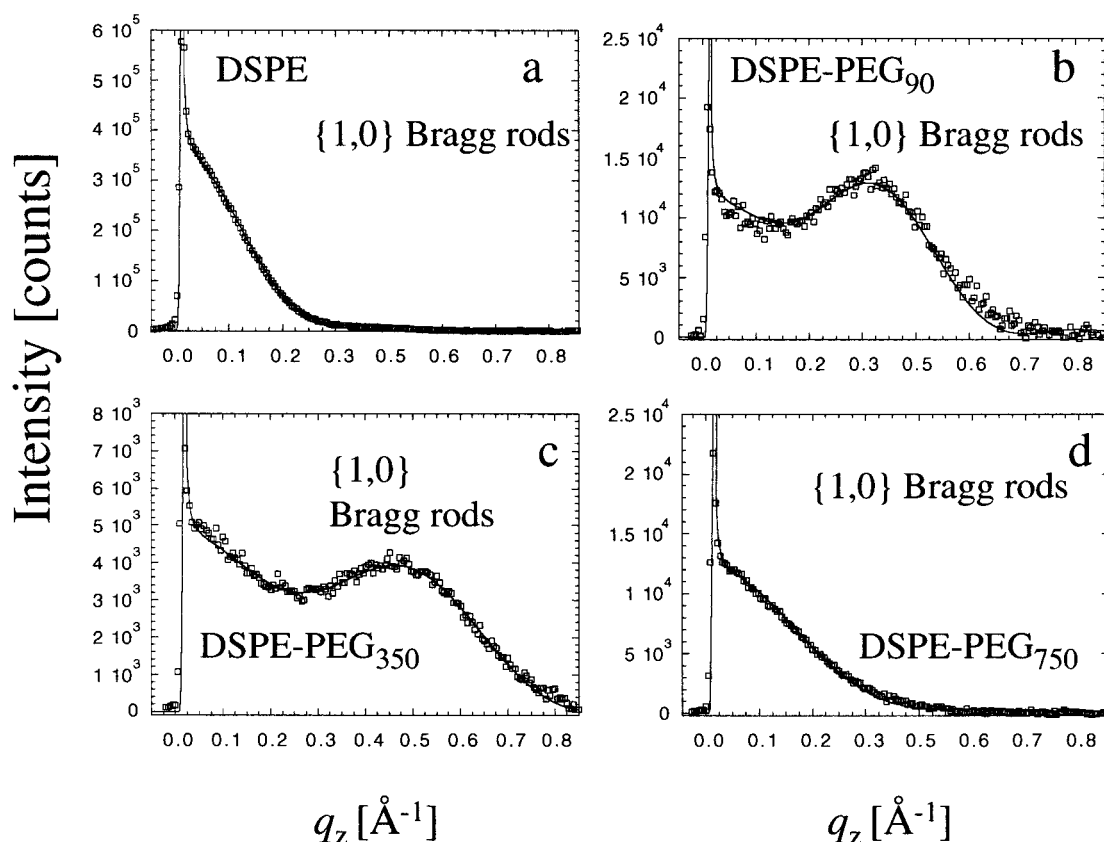 Intensity [counts]
DSPE
a
{1,0} Bragg rods
6 10⁵
5 10⁵
4 10⁵
3 10⁵
2 10⁵
1 10⁵
0
0.0 0.1 0.2 0.3 0.4 0.5 0.6 0.7 0.8
DSPE-PEG₉₀
b
{1,0} Bragg rods
2.5 10⁴
2 10⁴
1.5 10⁴
1 10⁴
5 10³
0
0.0 0.1 0.2 0.3 0.4 0.5 0.6 0.7 0.8
c
{1,0}
Bragg rods
DSPE-PEG₃₅₀
8 10³
7 10³
6 10³
5 10³
4 10³
3 10³
2 10³
1 10³
0
0.0 0.1 0.2 0.3 0.4 0.5 0.6 0.7 0.8
q_z [Å⁻¹]
d
{1,0} Bragg rods
DSPE-PEG₇₅₀
2.5 10⁴
2 10⁴
1.5 10⁴
1 10⁴
5 10³
0
0.0 0.1 0.2 0.3 0.4 0.5 0.6 0.7 0.8
q_z [Å⁻¹]